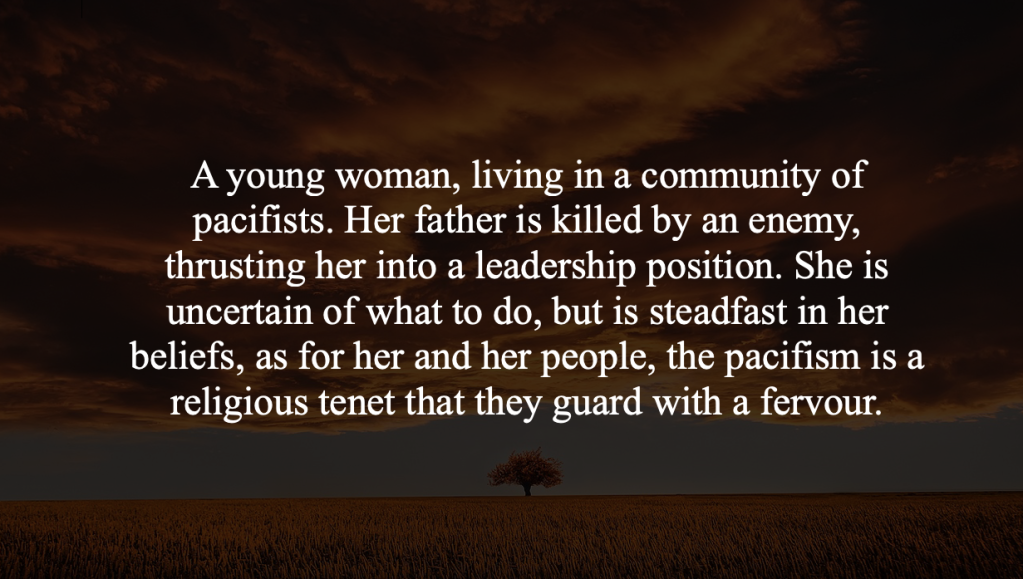 A young woman, living in a community of
pacifists. Her father is killed by an enemy,
thrusting her into a leadership position. She is
uncertain of what to do, but is steadfast in her
beliefs, as for her and her people, the pacifism is a
religious tenet that they guard with a fervour.